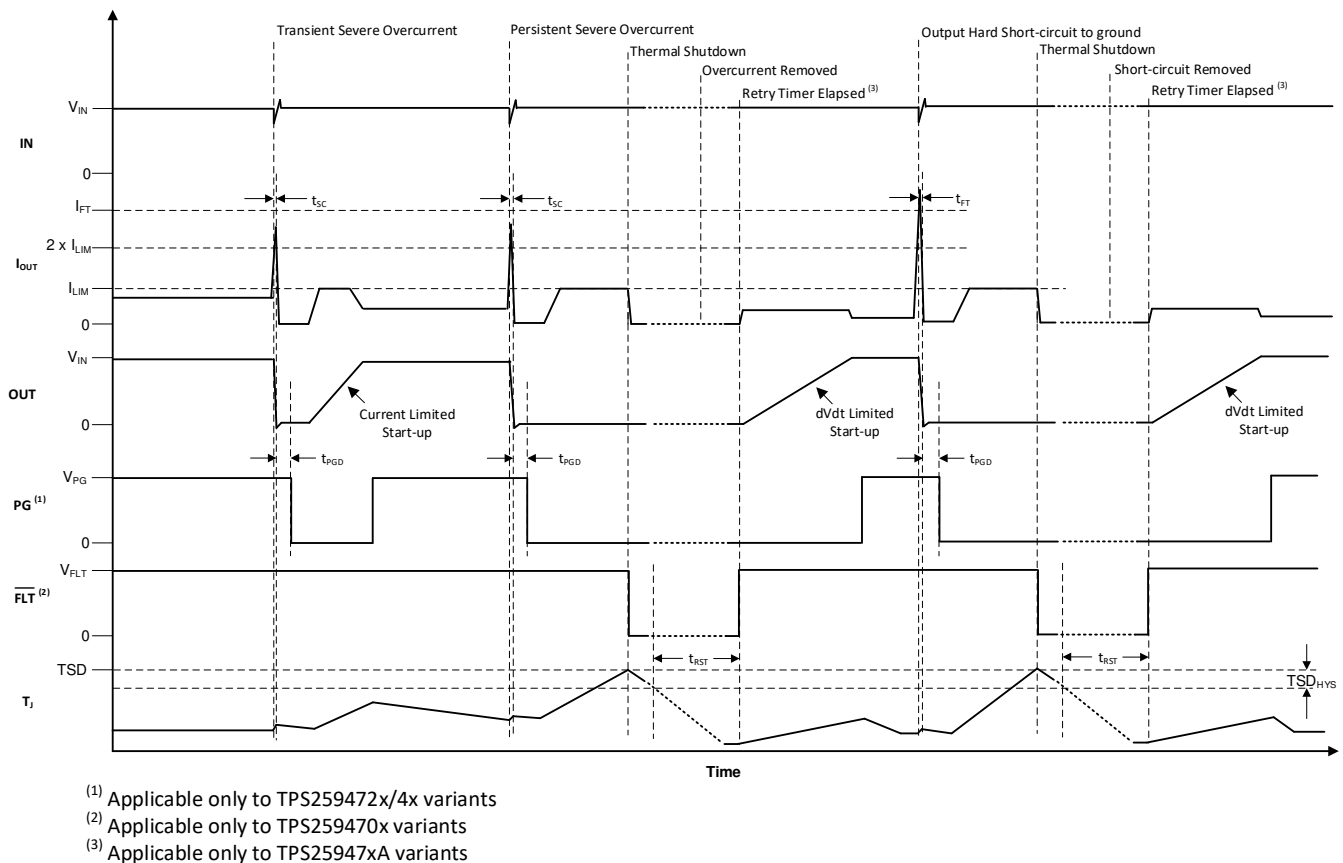 Transient Severe Overcurrent
Persistent Severe Overcurrent
Thermal Shutdown
Overcurrent Removed
Retry Timer Elapsed (3)
Output Hard Short-circuit to ground
Thermal Shutdown
Short-circuit Removed
Retry Timer Elapsed (3)
VIN
IN
0
tSC
tSC
tFT
IFT
2 x ILIM
IOUT
ILIM
0
VIN
OUT
0
Current Limited
Start-up
dVdt Limited
Start-up
dVdt Limited
Start-up
tPGD
tPGD
tPGD
VPG
PG (1)
0
VFLT
FLT (2)
0
tRST
tRST
TSD
TSDHYS
TJ
Time
(1) Applicable only to TPS259472x/4x variants
(2) Applicable only to TPS259470x variants
(3) Applicable only to TPS25947xA variants